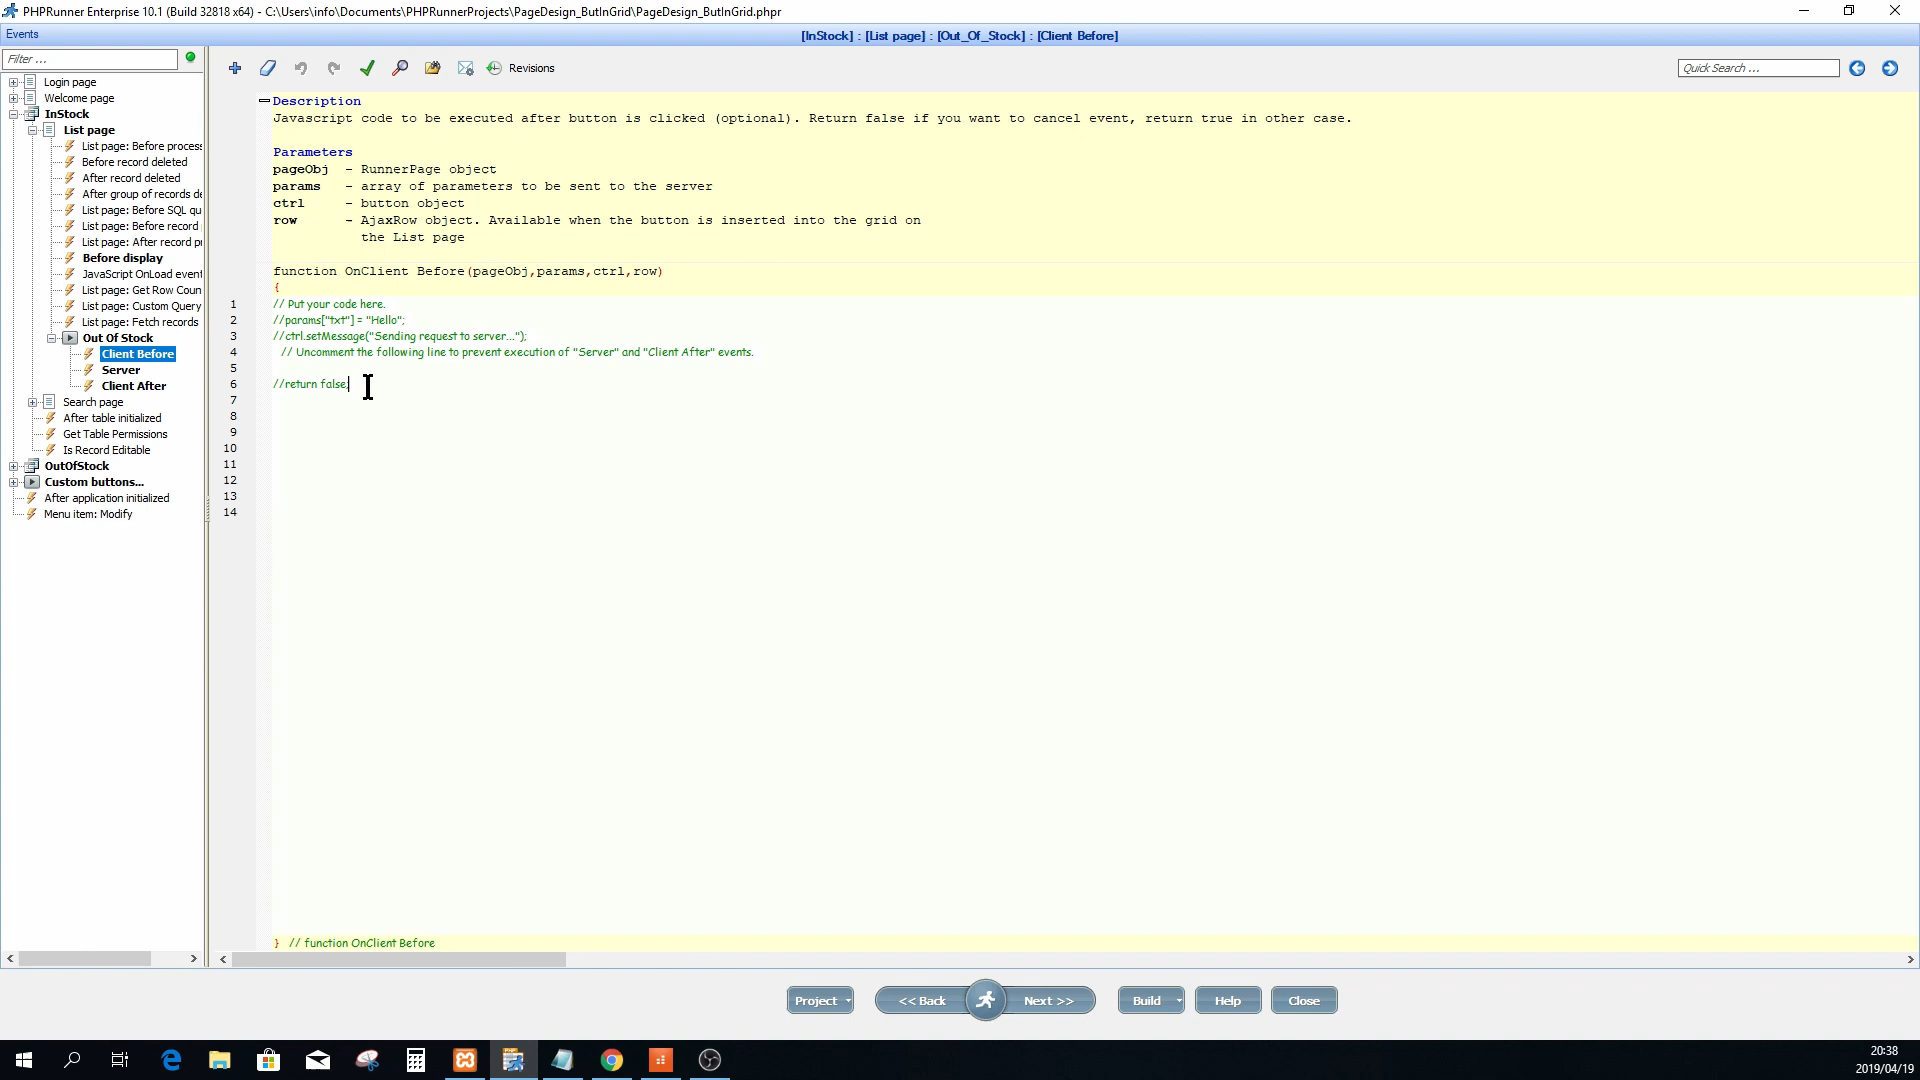 PHPRunner Enterprise 10.1 (Build 32818 x64) - C:\Users\info\Documents\PHPRunnerProjects\PageDesign_ButInGrid\PageDesign_ButInGrid.phpr
Events
[InStock] : [List page] : [Out_Of_Stock] : [Client Before]
Filter ...
Revisions
Quick Search ...
Login page
Welcome page
InStock
List page
List page: Before process
Before record deleted
After record deleted
After group of records de
List page: Before SQL qu
List page: Before record
List page: After record p
Before display
JavaScript OnLoad event
List page: Get Row Coun
List page: Custom Query
List page: Fetch records
Out Of Stock
Client Before
Server
Client After
Search page
After table initialized
Get Table Permissions
Is Record Editable
OutOfStock
Custom buttons...
After application initialized
Menu item: Modify
Description
Javascript code to be executed after button is clicked (optional). Return false if you want to cancel event, return true in other case.
Parameters
pageObj - RunnerPage object
params - array of parameters to be sent to the server
ctrl - button object
row - AjaxRow object. Available when the button is inserted into the grid on
the List page
function OnClient Before(pageObj,params,ctrl,row)
{
1 // Put your code here.
2 //params["txt"] = "Hello";
3 //ctrl.setMessage("Sending request to server...");
4 // Uncomment the following line to prevent execution of "Server" and "Client After" events.
5
6 //return false;
7
8
9
10
11
12
13
14
} // function OnClient Before
Project
<< Back
Next >>
Build
Help
Close
20:38
2019/04/19